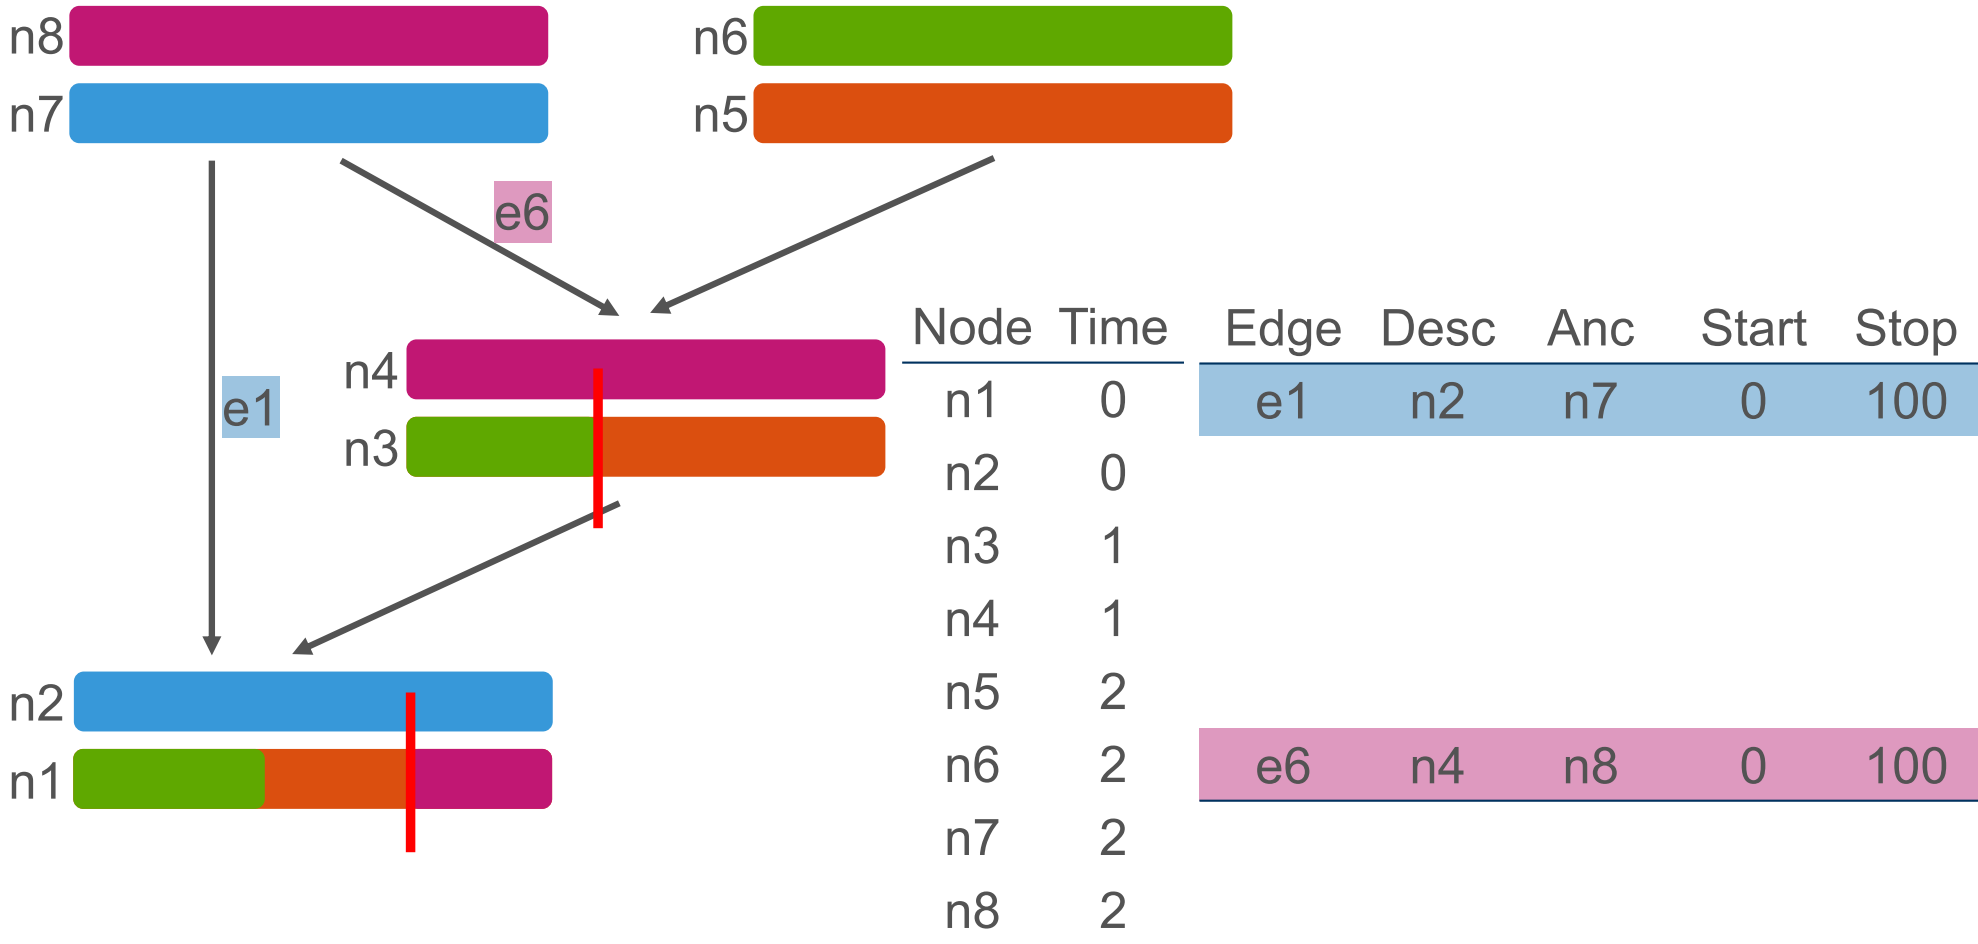 n8
n7
n6
n5
e6
e1
n4
n3
n2
n1
Node Time
n1 0
n2 0
n3 1
n4 1
n5 2
n6 2
n7 2
n8 2
Edge Desc Anc Start Stop
e1 n2 n7 0 100
e6 n4 n8 0 100